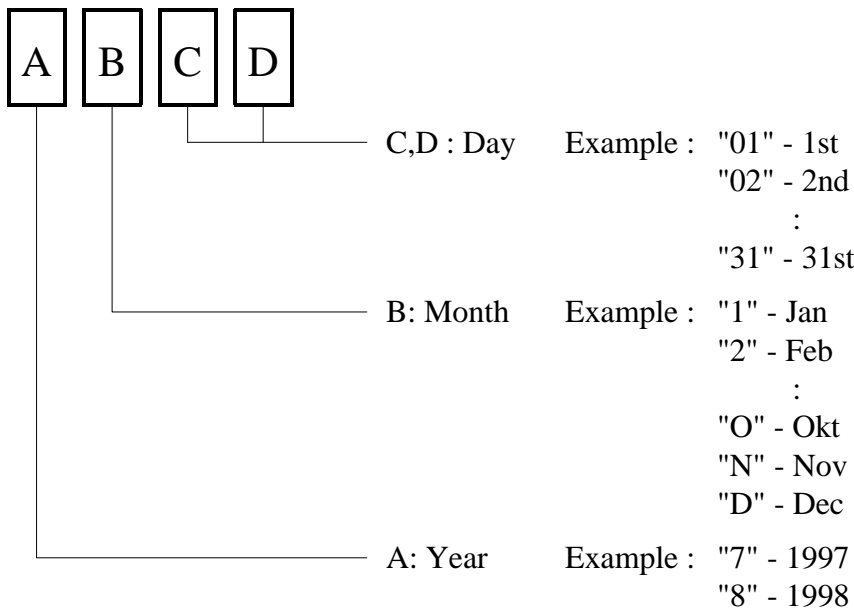 A B C D
C,D : Day Example : "01" - 1st
"02" - 2nd
:
"31" - 31st
B: Month Example : "1" - Jan
"2" - Feb
:
"O" - Okt
"N" - Nov
"D" - Dec
A: Year Example : "7" - 1997
"8" - 1998